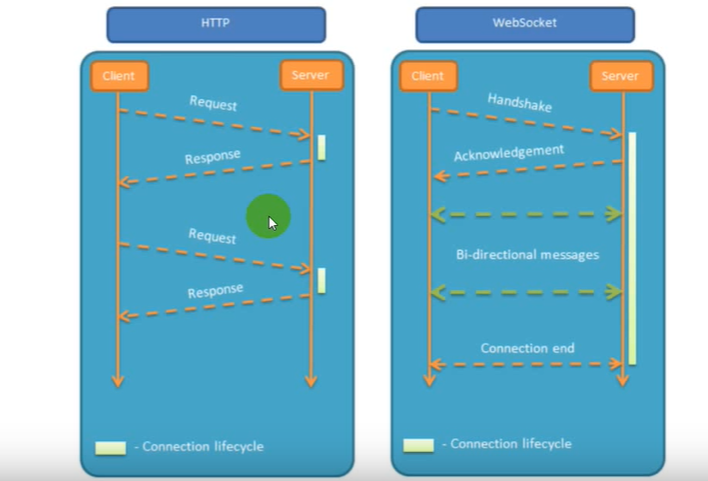 HTTP
Client
Server
Request
Response
Request
Response
- Connection lifecycle
WebSocket
Client
Server
Handshake
Acknowledgement
Bi-directional messages
Connection end
- Connection lifecycle